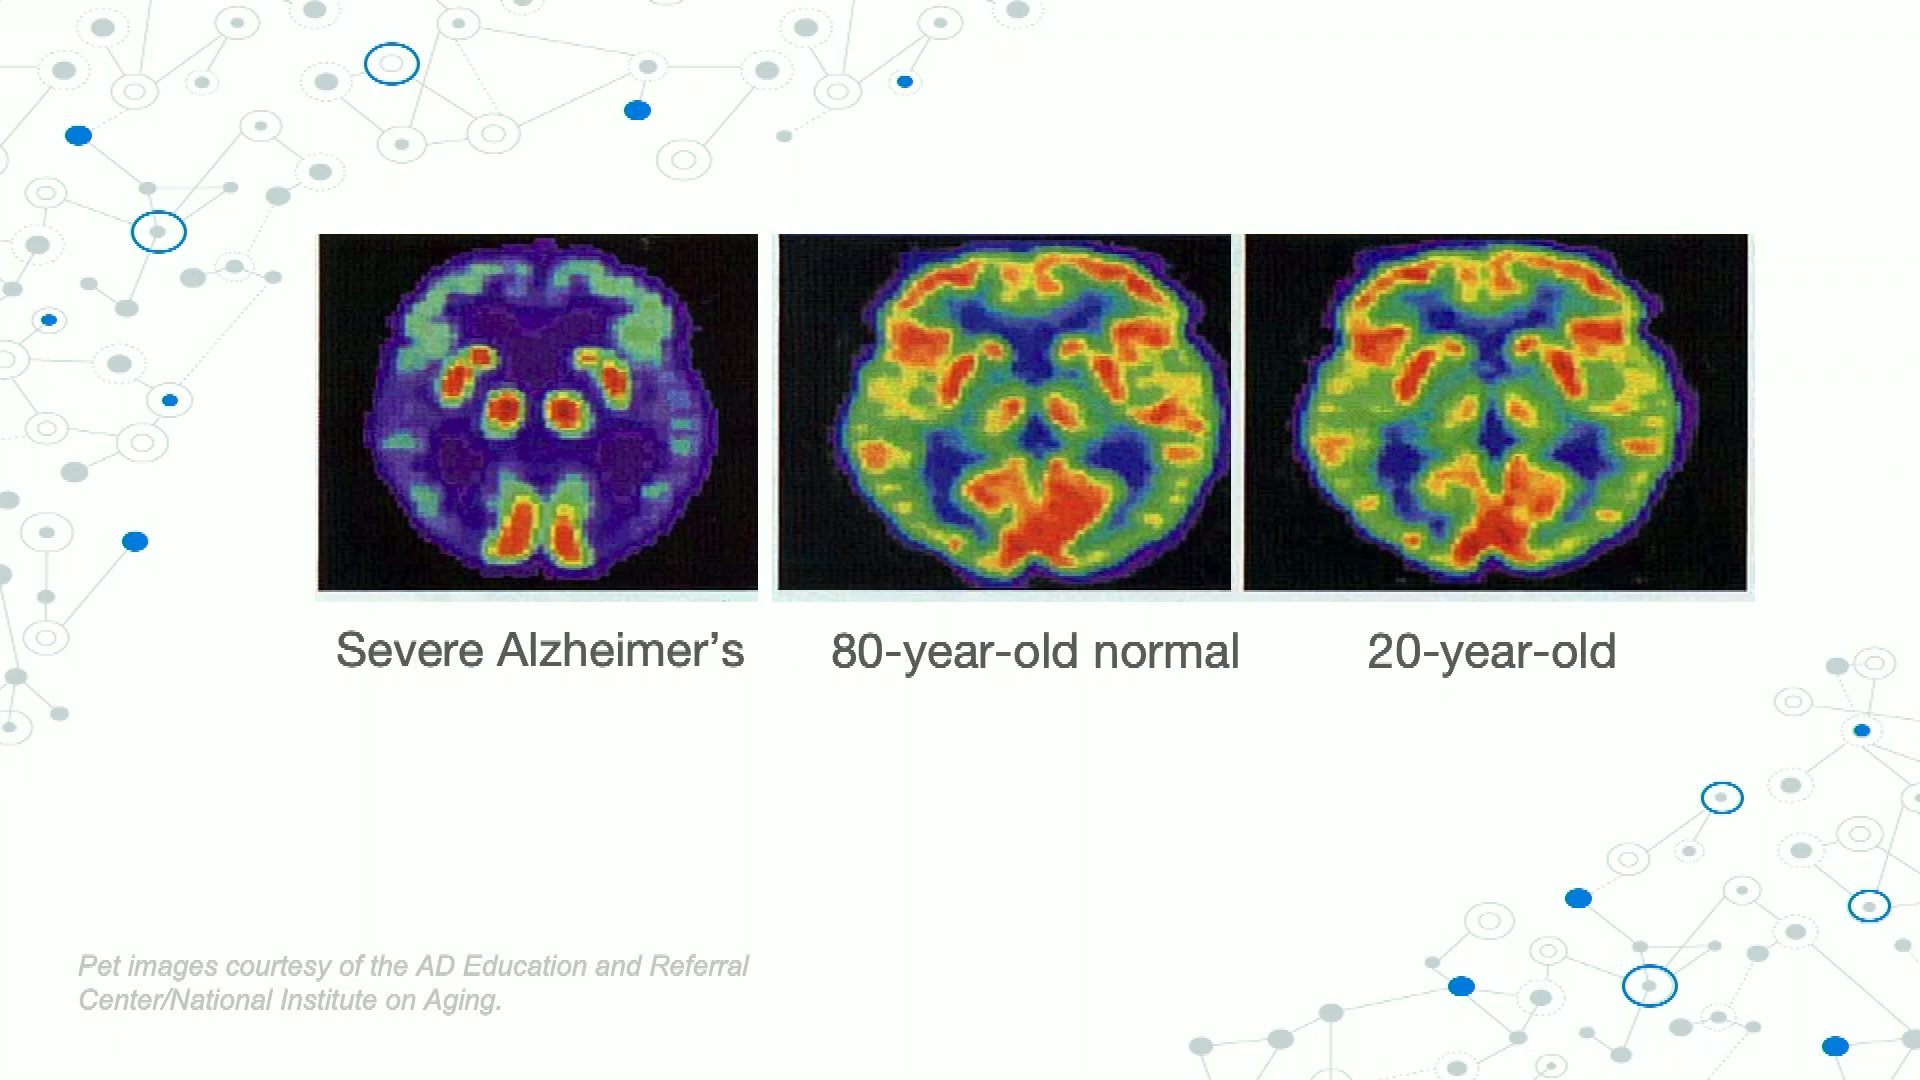 Severe Alzheimer’s
80-year-old normal
20-year-old
Pet images courtesy of the AD Education and Referral
Center/National Institute on Aging.